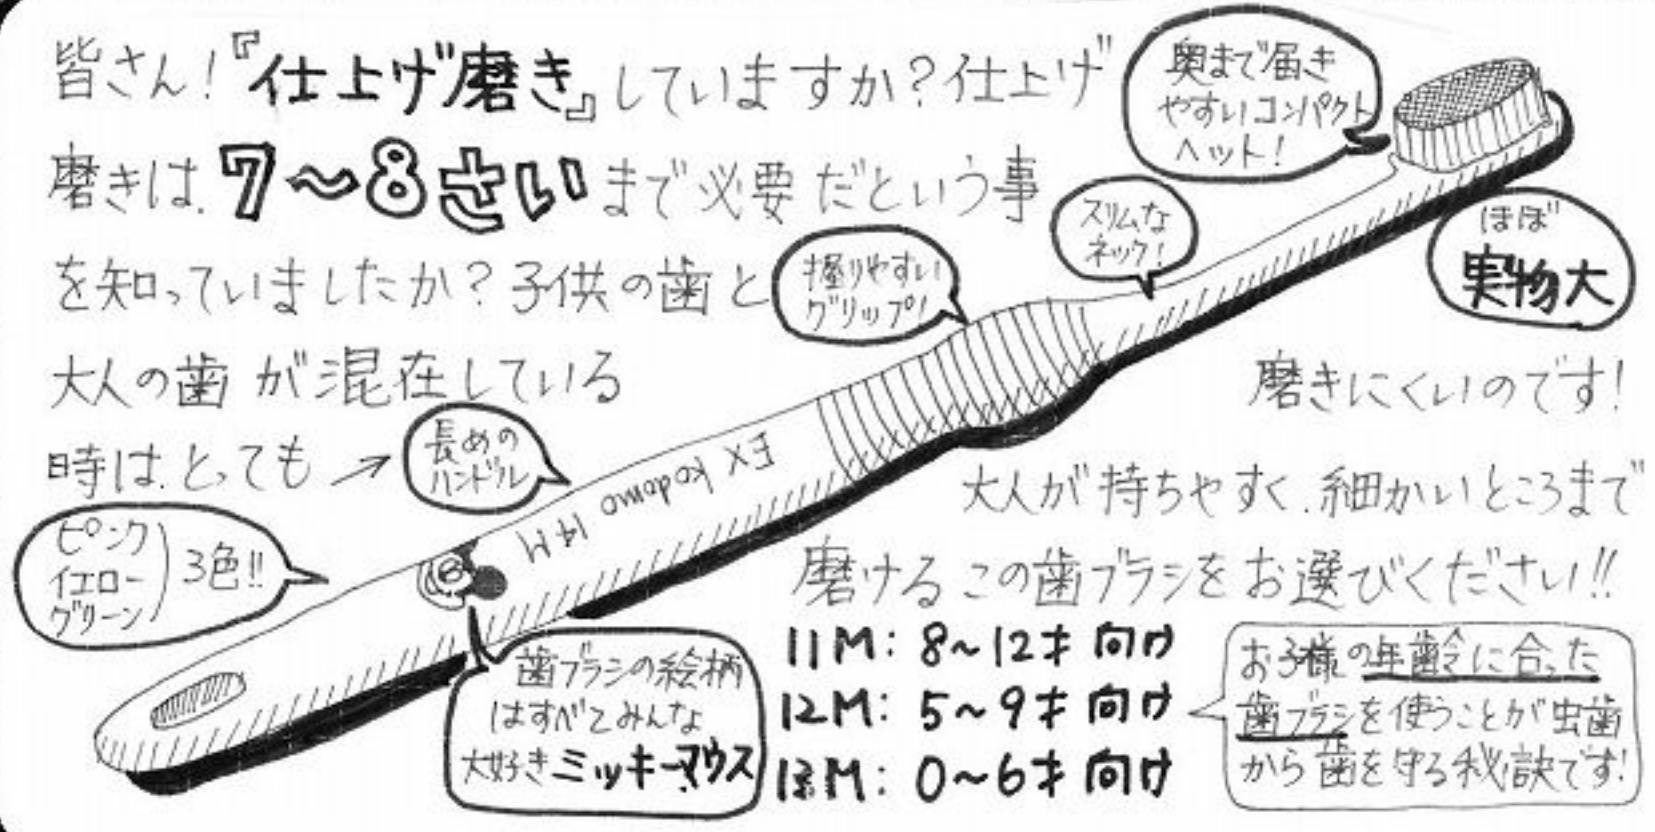 皆さん!『仕上げ磨き』していますか?仕上げ
磨きは、7〜8さいまで必要だという事
を知っていましたか?子供の歯と
大人の歯が混在している
時は、とても→
磨きにくいのです!
大人が持ちやすく、細かいところまで
磨けるこの歯ブラシをお選びください!!
奥まで届き
やすいコンパクト
ヘット!
ほぼ
実物大
スリムな
ネック!
握りやすい
グリップ!
長めの
ハンドル
EX kodomo 14M
ピンク
イエロー
グリーン
3色!!
歯ブラシの絵柄
はすべてみんな
大好きミッキーマウス
11M: 8~12才向け
12M: 5~9才向け
13M: 0~6才向け
お子様の年齢に合った
歯ブラシを使うことが虫歯
から歯を守る秘訣です!